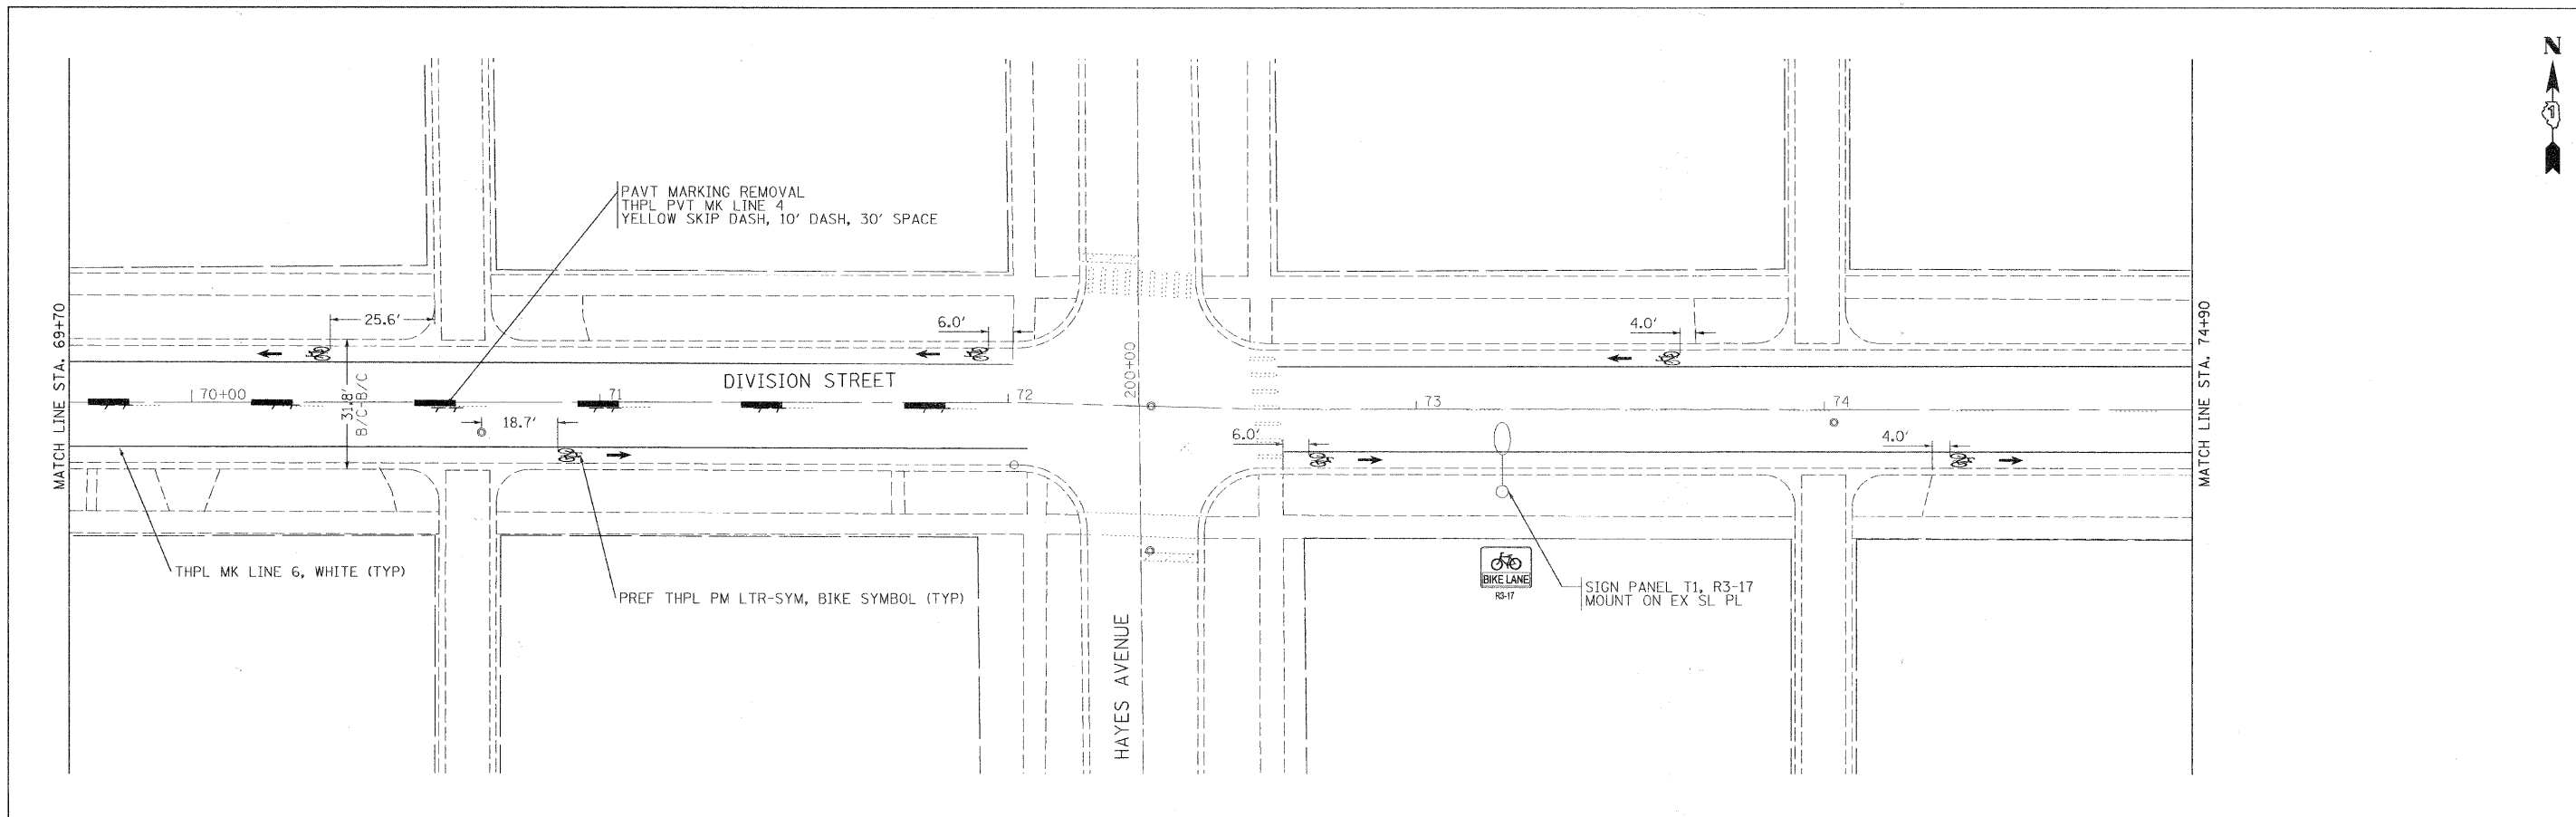 N
1
PAVT MARKING REMOVAL
THPL PVT MK LINE 4
YELLOW SKIP DASH, 10' DASH, 30' SPACE
MATCH LINE STA. 69+70
MATCH LINE STA. 74+90
25.6'
6.0'
4.0'
31.8'
B/C-B/C
DIVISION STREET
200+00
70+00
71
72
73
74
18.7'
6.0'
4.0'
THPL MK LINE 6, WHITE (TYP)
PREF THPL PM LTR-SYM, BIKE SYMBOL (TYP)
HAYES AVENUE
BIKE LANE
R3-17
SIGN PANEL T1, R3-17
MOUNT ON EX SL PL